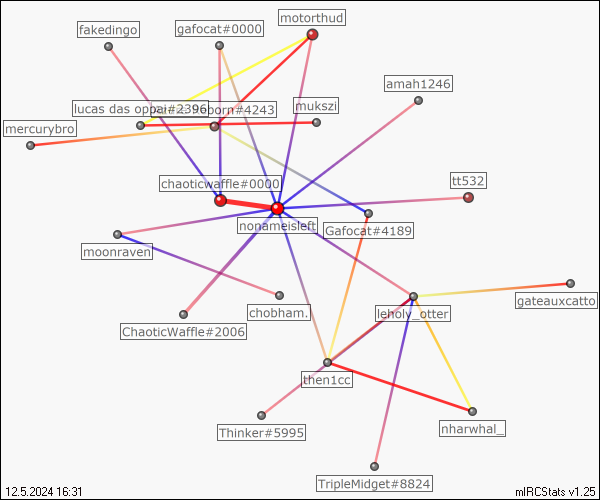 motorthud
fakedingo
gafocat#0000
amah1246
lucas das oppai#2396
born#4243
mukszi
mercurybro
chaoticwaffle#0000
tt532
nonameisleft
Gafocat#4189
moonraven
gateauxcatto
chobham.
leholy_otter
ChaoticWaffle#2006
then1cc
Thinker#5995
nharwhal_
TripleMidget#8824
12.5.2024 16:31
mIRCStats v1.25